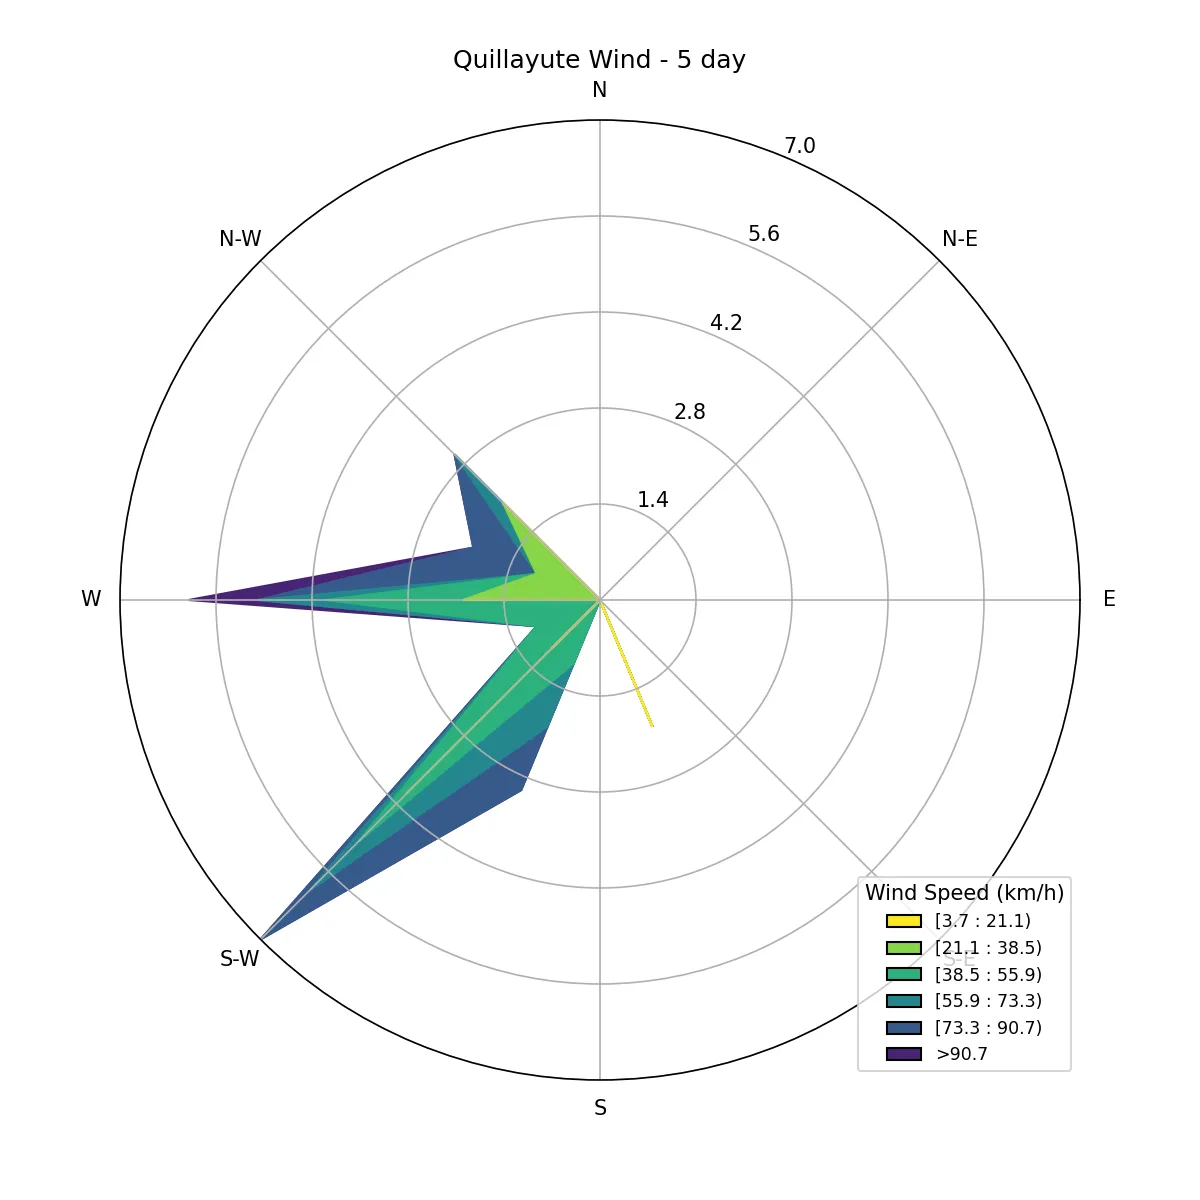 Quillayute Wind - 5 day
N
7.0
N-W
N-E
5.6
4.2
2.8
1.4
W
E
S-W
S-E
S
Wind Speed (km/h)
[3.7 : 21.1)
[21.1 : 38.5)
[38.5 : 55.9)
[55.9 : 73.3)
[73.3 : 90.7)
>90.7